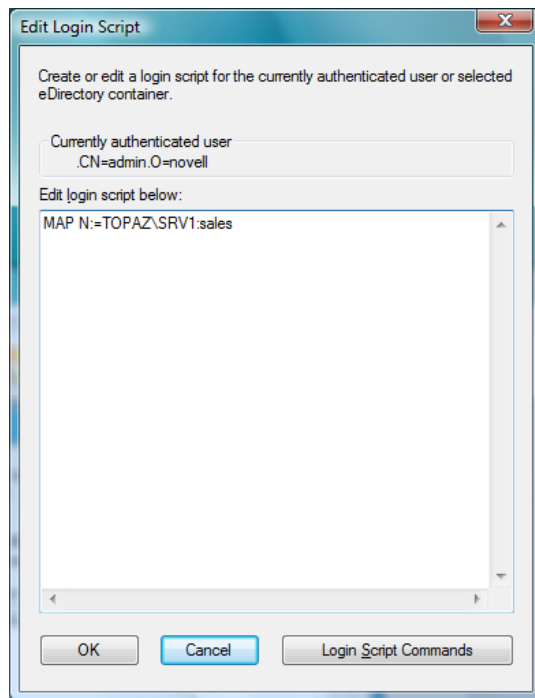 Edit Login Script
Create or edit a login script for the currently authenticated user or selected
eDirectory container.
Currently authenticated user
.CN=admin.O=novell
Edit login script below:
MAP N:=TOPAZ\SRV1:sales
OK Cancel Login Script Commands